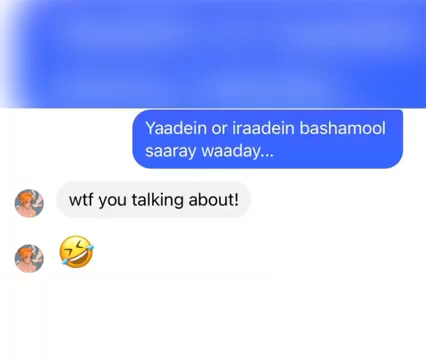 Yaadein or iraadein bashamool
saaray waaday...
wtf you talking about!
🤣